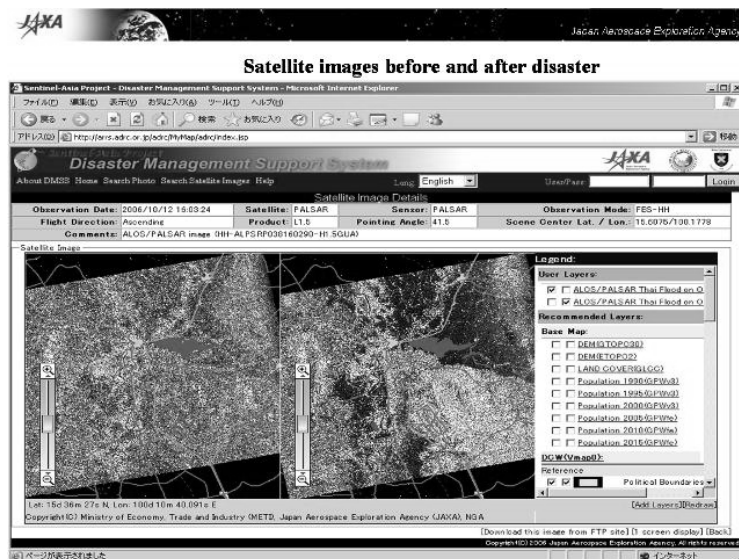 JAXA
Japan Aerospace Exploration Agency
Satellite images before and after disaster
Sentinel-Asia Project - Disaster Management Support System - Microsoft Internet Explorer
ファイル(F) 編集(E) 表示(V) お気に入り(A) ツール(T) ヘルプ(H)
戻る 検索 お気に入り
アドレス(D) http://arrs.adrc.or.jp/adrc/MyMap/adrc/index.jsp 移動
Sentinel Asia Project
Disaster Management Support System
JAXA
About DMSS Home Search Photo Search Satellite Images Help Lang: English User/Pass: Login
Satellite Image Details
Observation Date: 2006/10/12 16:03:24 Satellite: PALSAR Sensor: PALSAR Observation Mode: FBS-HH
Flight Direction: Ascending Product: L1.5 Pointing Angle: 41.5 Scene Center Lat. / Lon.: 15.6075/100.1778
Comments: ALOS/PALSAR image (HH-ALPSRP038160290-H1.5GUA)
Satellite Image
Legend:
User Layers:
ALOS/PALSAR Thai Flood on O
ALOS/PALSAR Thai Flood on O
Recommended Layers:
Base Map:
DEM(GTOPO30)
DEM(ETOPO2)
LAND COVER(GLCC)
Population 1990(GPWv3)
Population 1995(GPWv3)
Population 2000(GPWv3)
Population 2005(GPWfe)
Population 2010(GPWfe)
Population 2015(GPWfe)
DCW(Vmap0):
Reference
Political Boundaries
Lat: 15d 36m 27s N, Lon: 100d 10m 40.091s E
[Add Layers][Redraw]
Copyright(C) Ministry of Economy, Trade and Industry (METI), Japan Aerospace Exploration Agency (JAXA), NGA
[Download this image from FTP site] [1 screen display] [Back]
Copyright(C) 2006 Japan Aerospace Exploration Agency. All rights reserved
ページが表示されました インターネット